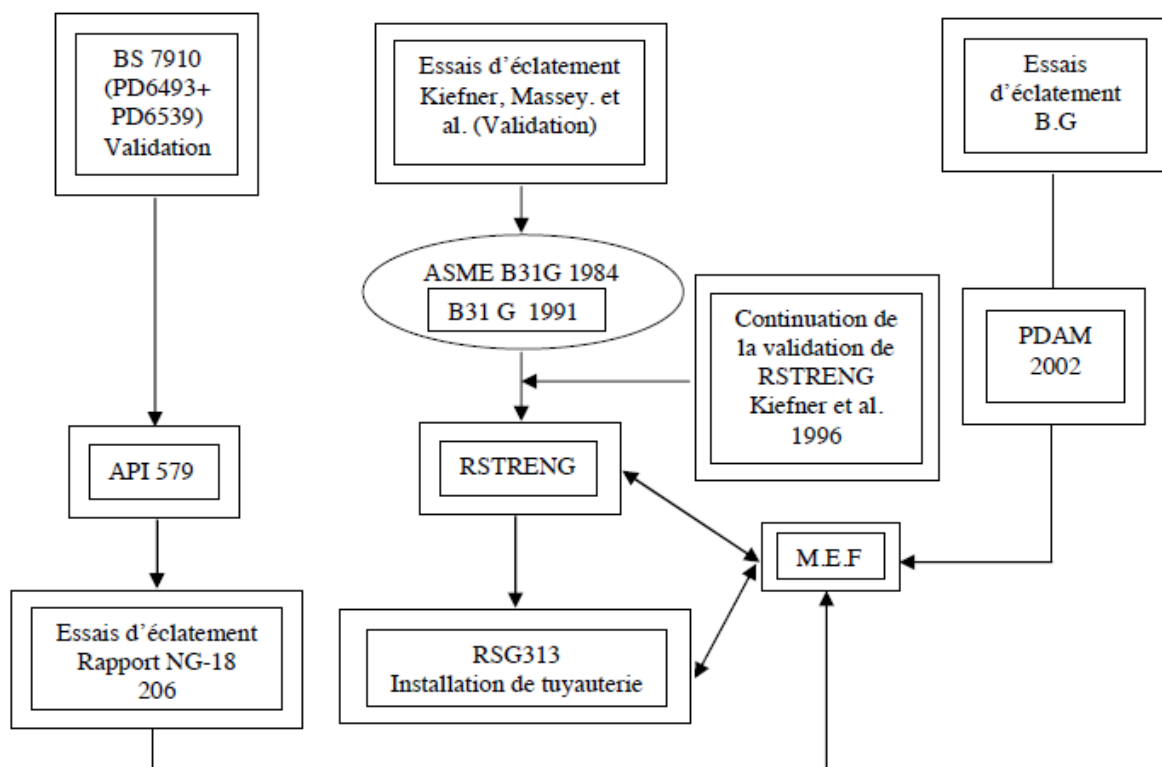 BS 7910
(PD6493+
PD6539)
Validation
Essais d’éclatement
Kiefner, Massey. et
al. (Validation)
Essais
d’éclatement
B.G
ASME B31G 1984
B31 G 1991
Continuation de
la validation de
RSTRENG
Kiefner et al.
1996
PDAM
2002
API 579
RSTRENG
M.E.F
Essais d’éclatement
Rapport NG-18
206
RSG313
Installation de tuyauterie